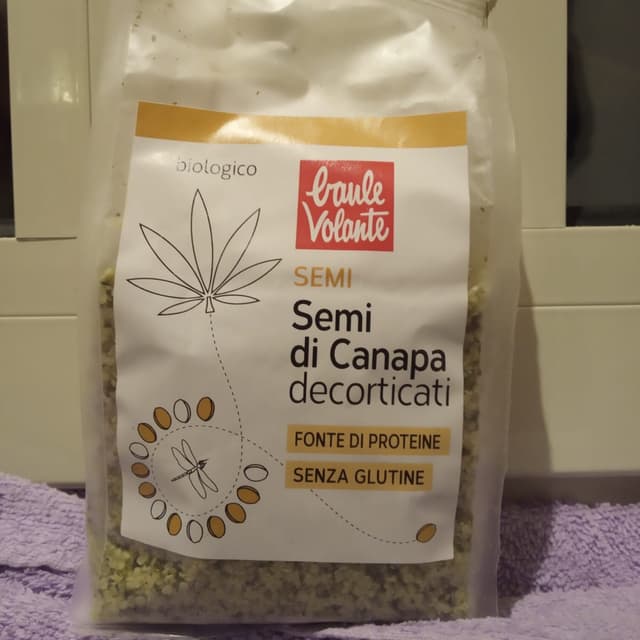 biologico
baule
volante
SEMI
Semi
di Canapa
decorticati
FONTE DI PROTEINE
SENZA GLUTINE